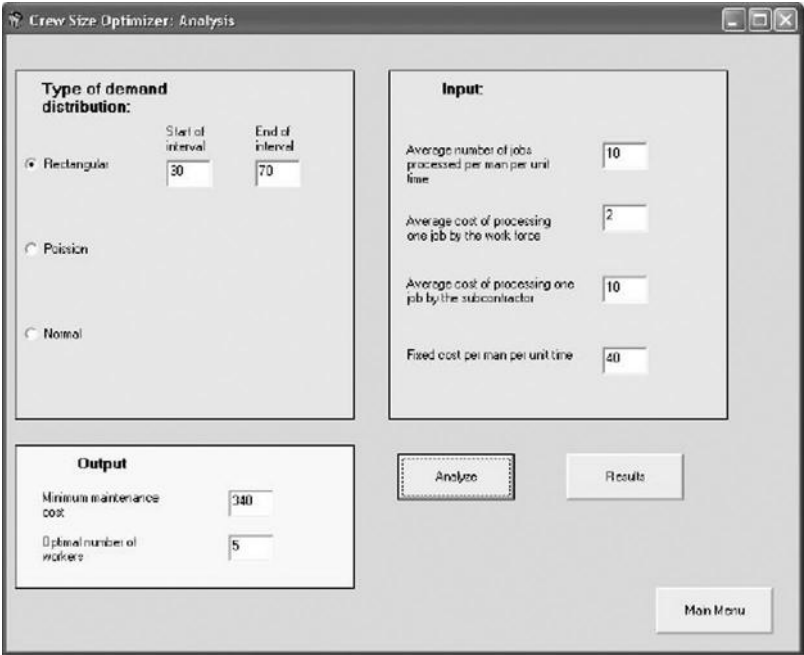 Crew Size Optimizer: Analysis
Type of demand
distribution:
Start of
interval
End of
interval
Rectangular
30
70
Poission
Normal
Input:
Average number of jobs
processed per man per unit
time
10
Average cost of processing
one job by the work force
2
Average cost of processing one
job by the subcontractor
10
Fixed cost per man per unit time
40
Output
Minimum maintenance
cost
340
Optimal number of
workers
5
Analyze
Results
Main Menu